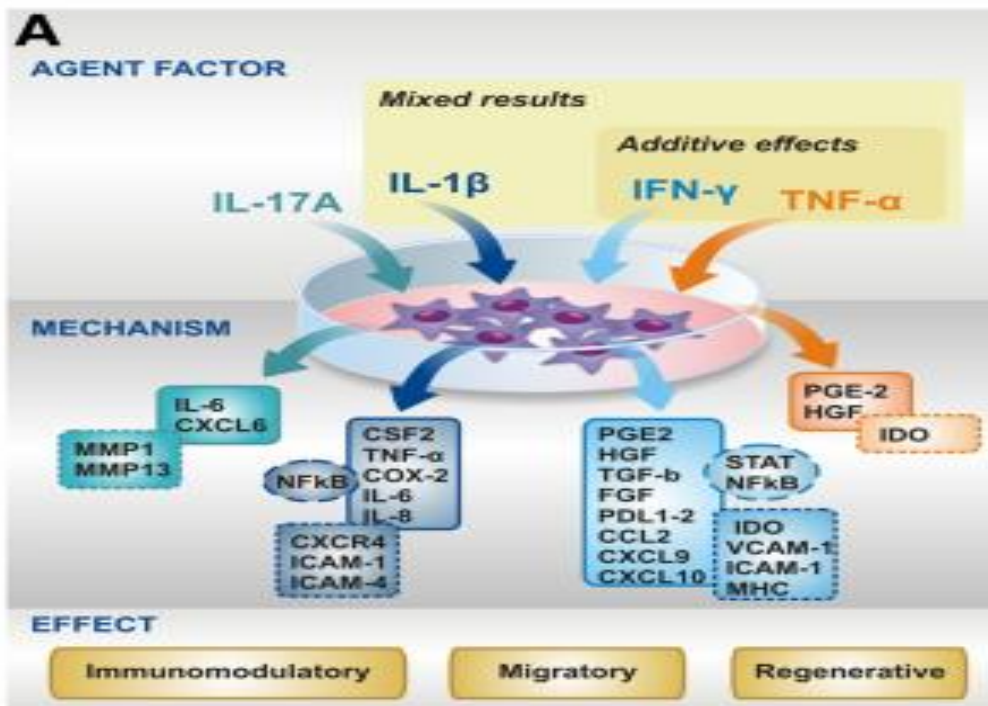 A
AGENT FACTOR
Mixed results
Additive effects
IL-17A
IL-1β
IFN-γ
TNF-α
MECHANISM
IL-6
CXCL6
MMP1
MMP13
CSF2
TNF-α
COX-2
IL-6
IL-8
NFkB
CXCR4
ICAM-1
ICAM-4
PGE2
HGF
TGF-b
FGF
PDL1-2
CCL2
CXCL9
CXCL10
STAT
NFkB
IDO
VCAM-1
ICAM-1
MHC
PGE-2
HGF
IDO
EFFECT
Immunomodulatory
Migratory
Regenerative